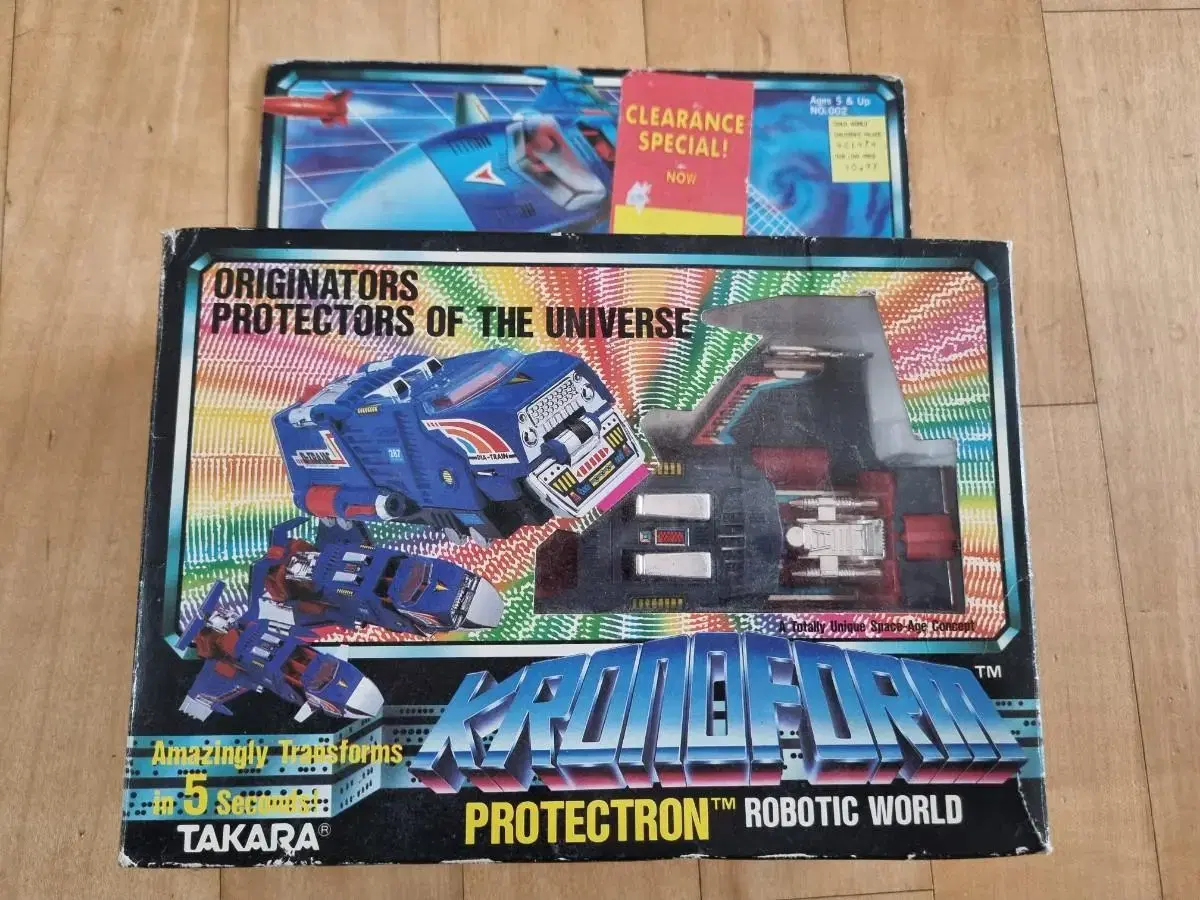 CLEARANCE
SPECIAL!
NOW
Ages 5 & Up
NO.002
ORIGINATORS
PROTECTORS OF THE UNIVERSE
DIA-TRAIN
A Totally Unique Space-Age Concept
KRONOFORM™
Amazingly Transforms
in 5 Seconds!
TAKARA®
PROTECTRON™ ROBOTIC WORLD